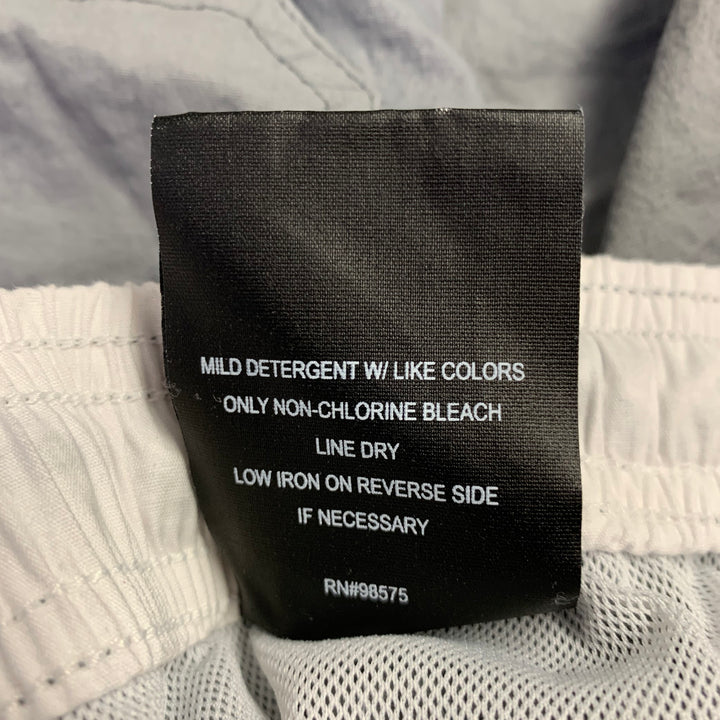 MILD DETERGENT W/ LIKE COLORS
ONLY NON-CHLORINE BLEACH
LINE DRY
LOW IRON ON REVERSE SIDE
IF NECESSARY
RN#98575